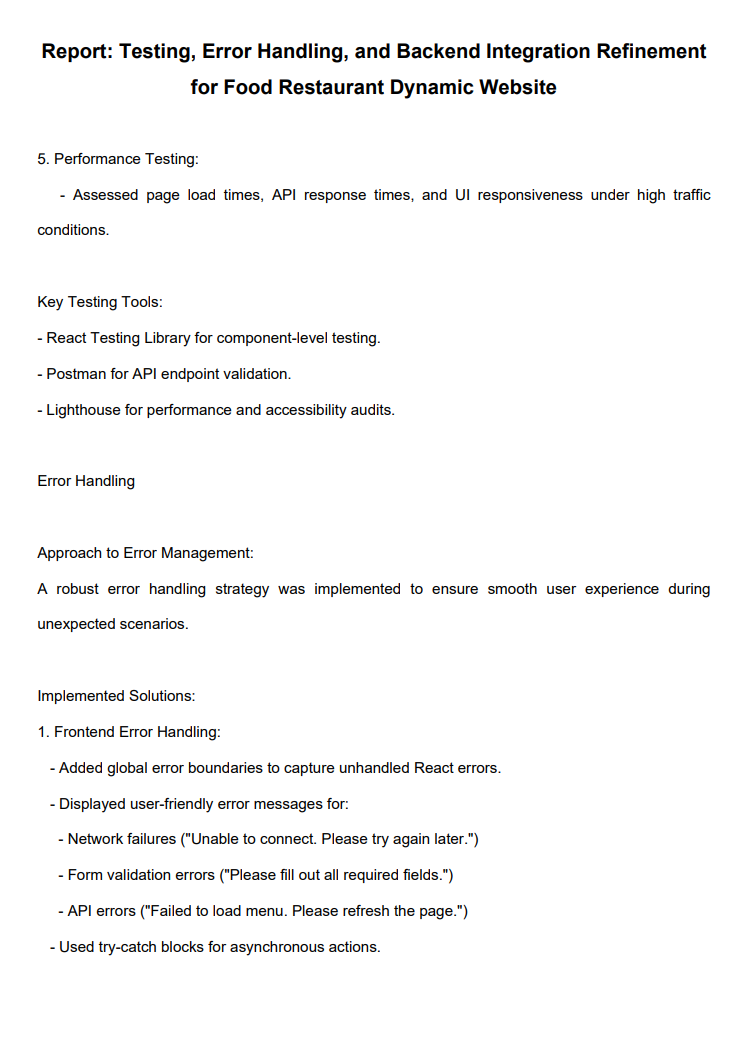 Report: Testing, Error Handling, and Backend Integration Refinement
for Food Restaurant Dynamic Website
5. Performance Testing:
- Assessed page load times, API response times, and UI responsiveness under high traffic
conditions.
Key Testing Tools:
- React Testing Library for component-level testing.
- Postman for API endpoint validation.
- Lighthouse for performance and accessibility audits.
Error Handling
Approach to Error Management:
A robust error handling strategy was implemented to ensure smooth user experience during
unexpected scenarios.
Implemented Solutions:
1. Frontend Error Handling:
- Added global error boundaries to capture unhandled React errors.
- Displayed user-friendly error messages for:
- Network failures ("Unable to connect. Please try again later.")
- Form validation errors ("Please fill out all required fields.")
- API errors ("Failed to load menu. Please refresh the page.")
- Used try-catch blocks for asynchronous actions.